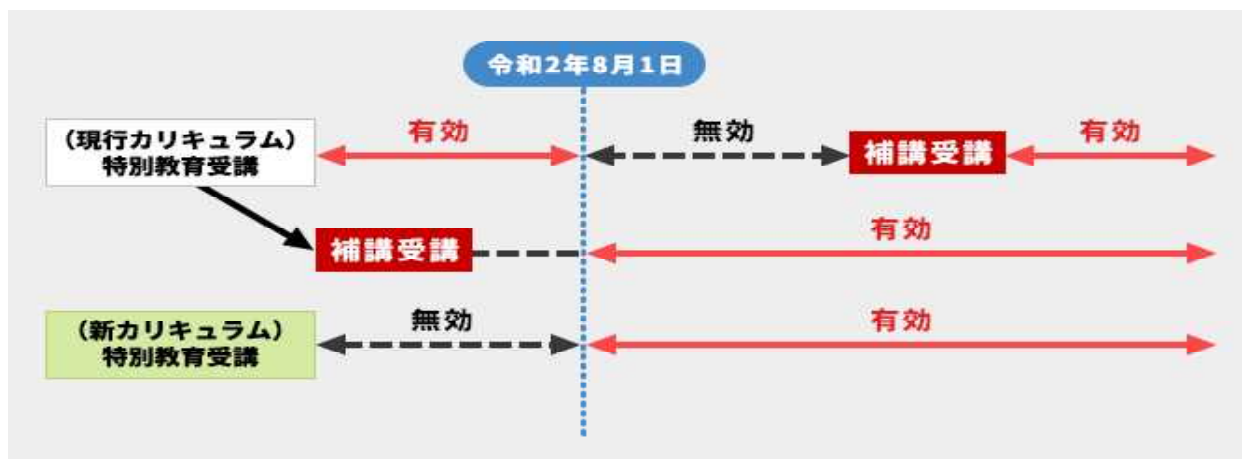 令和2年8月1日
(現行カリキュラム)
特別教育受講
有効
無効
補講受講
有効
補講受講
有効
(新カリキュラム)
特別教育受講
無効
有効